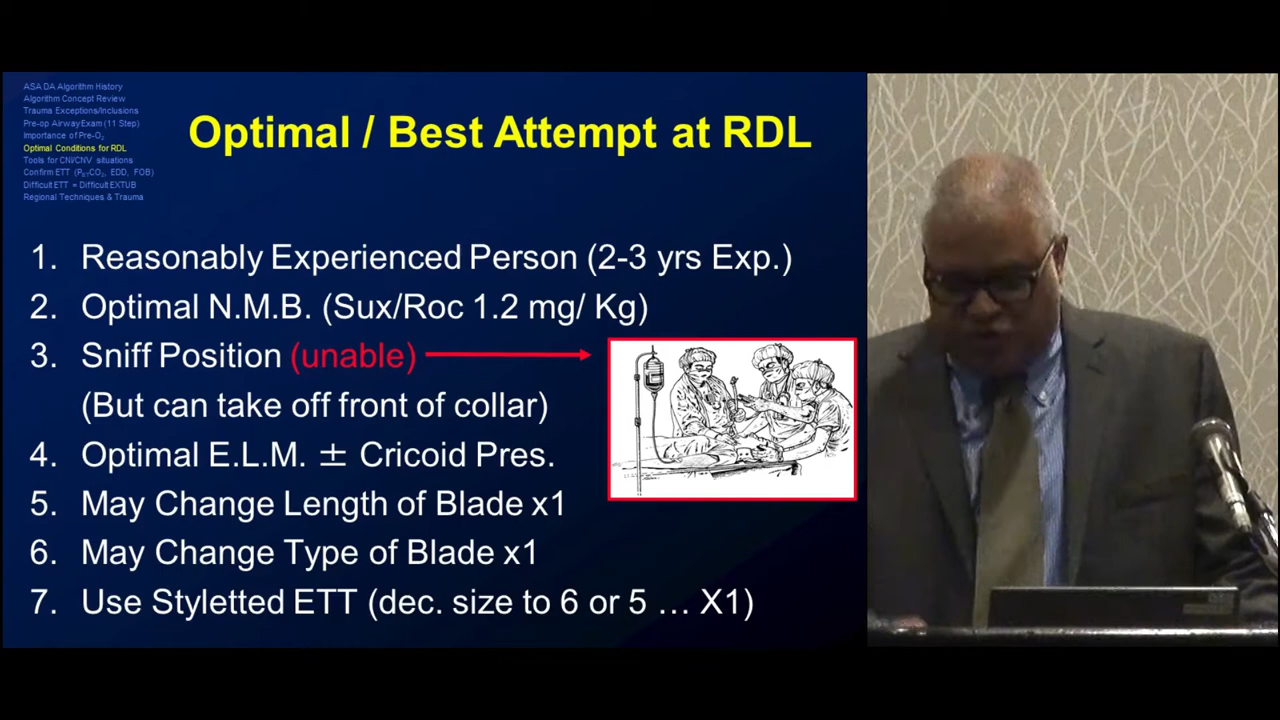 ASA DA Algorithm History
Algorithm Concept Review
Trauma Exceptions/Inclusions
Pre-op Airway Exam (11 Step)
Importance of Pre-O₂
Optimal Conditions for RDL
Tools for CNI/CNV situations
Confirm ETT (PETCO₂, EDD, FOB)
Difficult ETT = Difficult EXTUB
Regional Techniques & Trauma
Optimal / Best Attempt at RDL
1. Reasonably Experienced Person (2-3 yrs Exp.)
2. Optimal N.M.B. (Sux/Roc 1.2 mg/ Kg)
3. Sniff Position (unable)
(But can take off front of collar)
4. Optimal E.L.M. ± Cricoid Pres.
5. May Change Length of Blade x1
6. May Change Type of Blade x1
7. Use Styletted ETT (dec. size to 6 or 5 … X1)